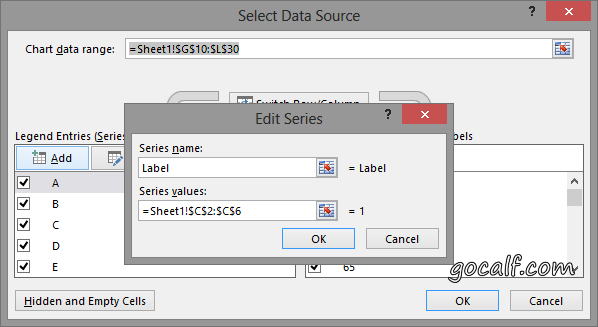 Select Data Source
Chart data range: =Sheet1!$G$10:$L$30
Switch Row/Column
Edit Series
Legend Entries (Series
Series name:
Label = Label
Add
Series values:
A
=Sheet1!$C$2:$C$6 = 1
B
C
OK Cancel
D
E
65
gocalf.com
Hidden and Empty Cells
OK Cancel